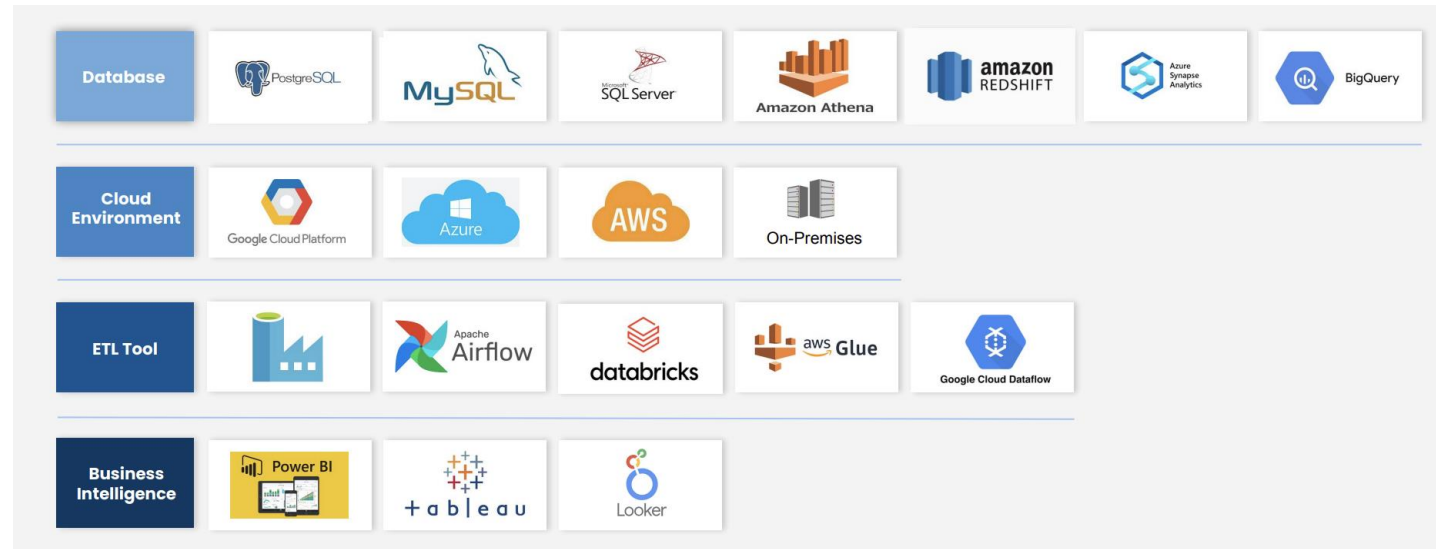 Database
PostgreSQL
MySQL
Microsoft
SQL Server
Amazon Athena
amazon
REDSHIFT
Azure
Synapse
Analytics
BigQuery
Cloud
Environment
Google Cloud Platform
Azure
AWS
On-Premises
ETL Tool
Apache
Airflow
databricks
aws Glue
Google Cloud Dataflow
Business
Intelligence
Power BI
+ableau
Looker